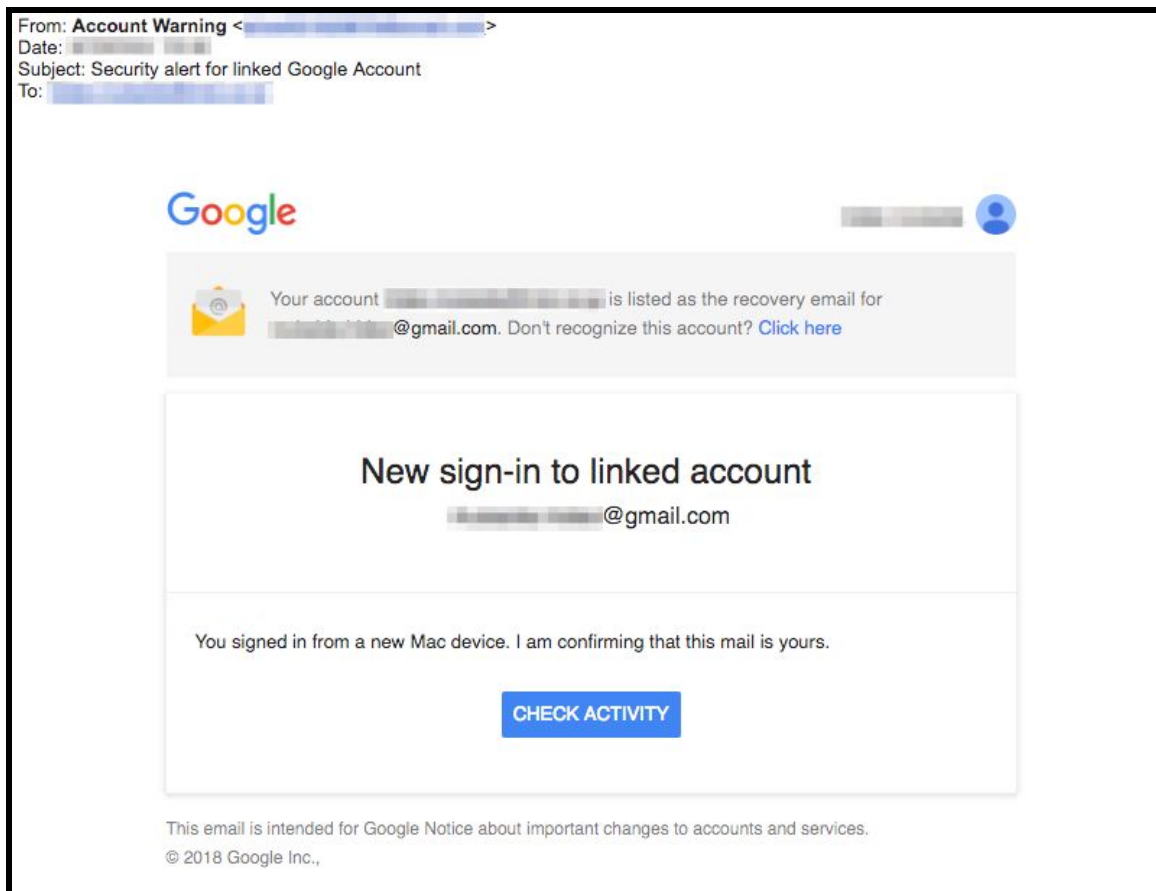 From: Account Warning < >
Date:
Subject: Security alert for linked Google Account
To:
Google
Your account is listed as the recovery email for
@gmail.com. Don't recognize this account? Click here
New sign-in to linked account
@gmail.com
You signed in from a new Mac device. I am confirming that this mail is yours.
CHECK ACTIVITY
This email is intended for Google Notice about important changes to accounts and services.
© 2018 Google Inc.,